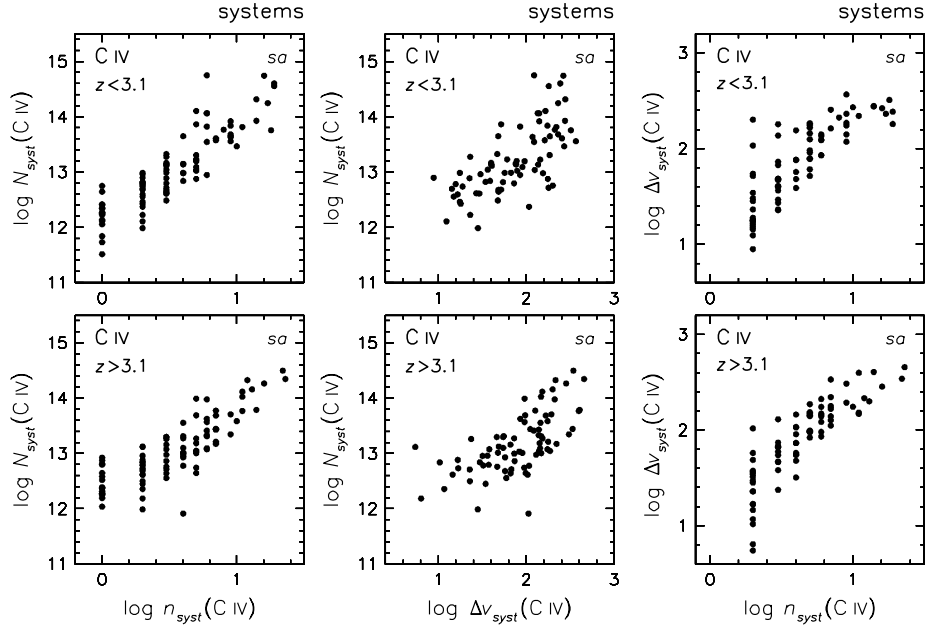 systems systems systems
C IV sa
z<3.1
log N_syst(C IV)
15
14
13
12
11
0 1
C IV sa
z<3.1
log N_syst(C IV)
15
14
13
12
11
1 2 3
C IV sa
z<3.1
log Δv_syst(C IV)
3
2
1
0 1
C IV sa
z>3.1
log N_syst(C IV)
15
14
13
12
11
0 1
log n_syst(C IV)
C IV sa
z>3.1
log N_syst(C IV)
15
14
13
12
11
1 2 3
log Δv_syst(C IV)
C IV sa
z>3.1
log Δv_syst(C IV)
3
2
1
0 1
log n_syst(C IV)